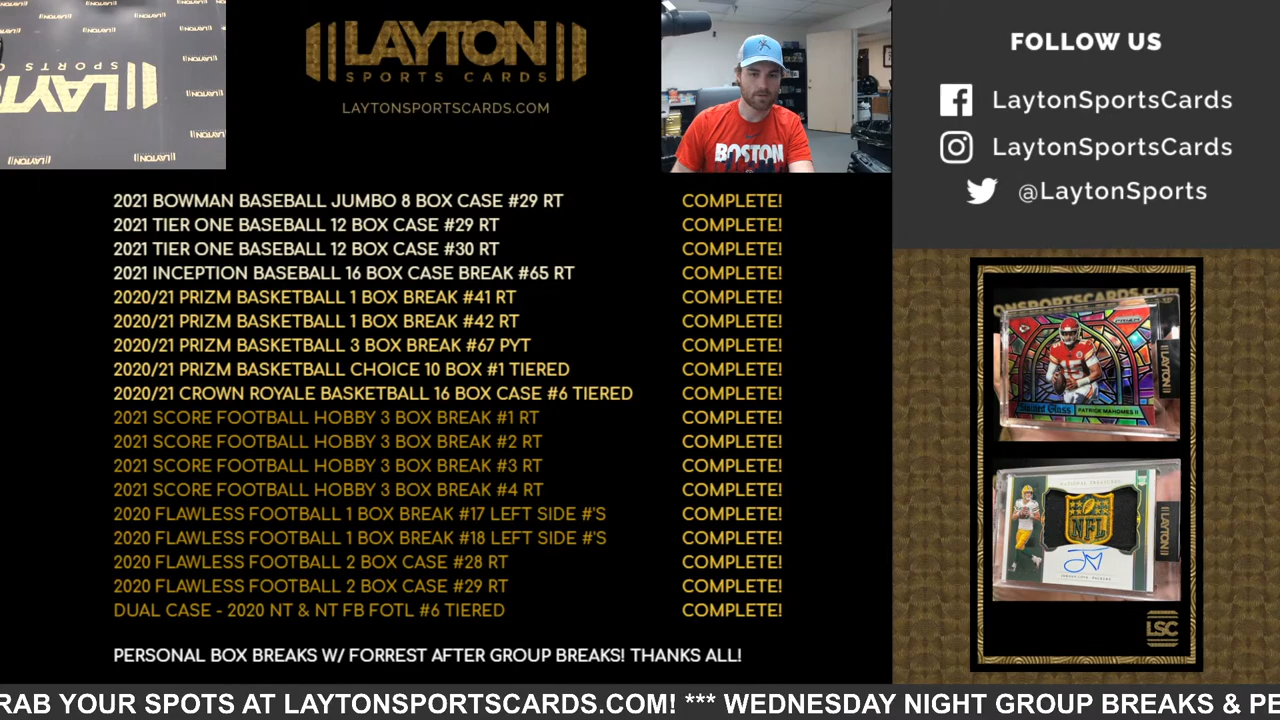 LAYTON
SPORTS CARDS
LAYTONSPORTSCARDS.COM
BOSTON
FOLLOW US
LaytonSportsCards
LaytonSportsCards
@LaytonSports
2021 BOWMAN BASEBALL JUMBO 8 BOX CASE #29 RT COMPLETE!
2021 TIER ONE BASEBALL 12 BOX CASE #29 RT COMPLETE!
2021 TIER ONE BASEBALL 12 BOX CASE #30 RT COMPLETE!
2021 INCEPTION BASEBALL 16 BOX CASE BREAK #65 RT COMPLETE!
2020/21 PRIZM BASKETBALL 1 BOX BREAK #41 RT COMPLETE!
2020/21 PRIZM BASKETBALL 1 BOX BREAK #42 RT COMPLETE!
2020/21 PRIZM BASKETBALL 3 BOX BREAK #67 PYT COMPLETE!
2020/21 PRIZM BASKETBALL CHOICE 10 BOX #1 TIERED COMPLETE!
2020/21 CROWN ROYALE BASKETBALL 16 BOX CASE #6 TIERED COMPLETE!
2021 SCORE FOOTBALL HOBBY 3 BOX BREAK #1 RT COMPLETE!
2021 SCORE FOOTBALL HOBBY 3 BOX BREAK #2 RT COMPLETE!
2021 SCORE FOOTBALL HOBBY 3 BOX BREAK #3 RT COMPLETE!
2021 SCORE FOOTBALL HOBBY 3 BOX BREAK #4 RT COMPLETE!
2020 FLAWLESS FOOTBALL 1 BOX BREAK #17 LEFT SIDE #'S COMPLETE!
2020 FLAWLESS FOOTBALL 1 BOX BREAK #18 LEFT SIDE #'S COMPLETE!
2020 FLAWLESS FOOTBALL 2 BOX CASE #28 RT COMPLETE!
2020 FLAWLESS FOOTBALL 2 BOX CASE #29 RT COMPLETE!
DUAL CASE - 2020 NT & NT FB FOTL #6 TIERED COMPLETE!
PERSONAL BOX BREAKS W/ FORREST AFTER GROUP BREAKS! THANKS ALL!
PRIZM
Stained Glass
PATRICK MAHOMES II
LAYTON
NATIONAL TREASURES
NFL
LAYTON
LSC
RAB YOUR SPOTS AT LAYTONSPORTSCARDS.COM! *** WEDNESDAY NIGHT GROUP BREAKS & PE